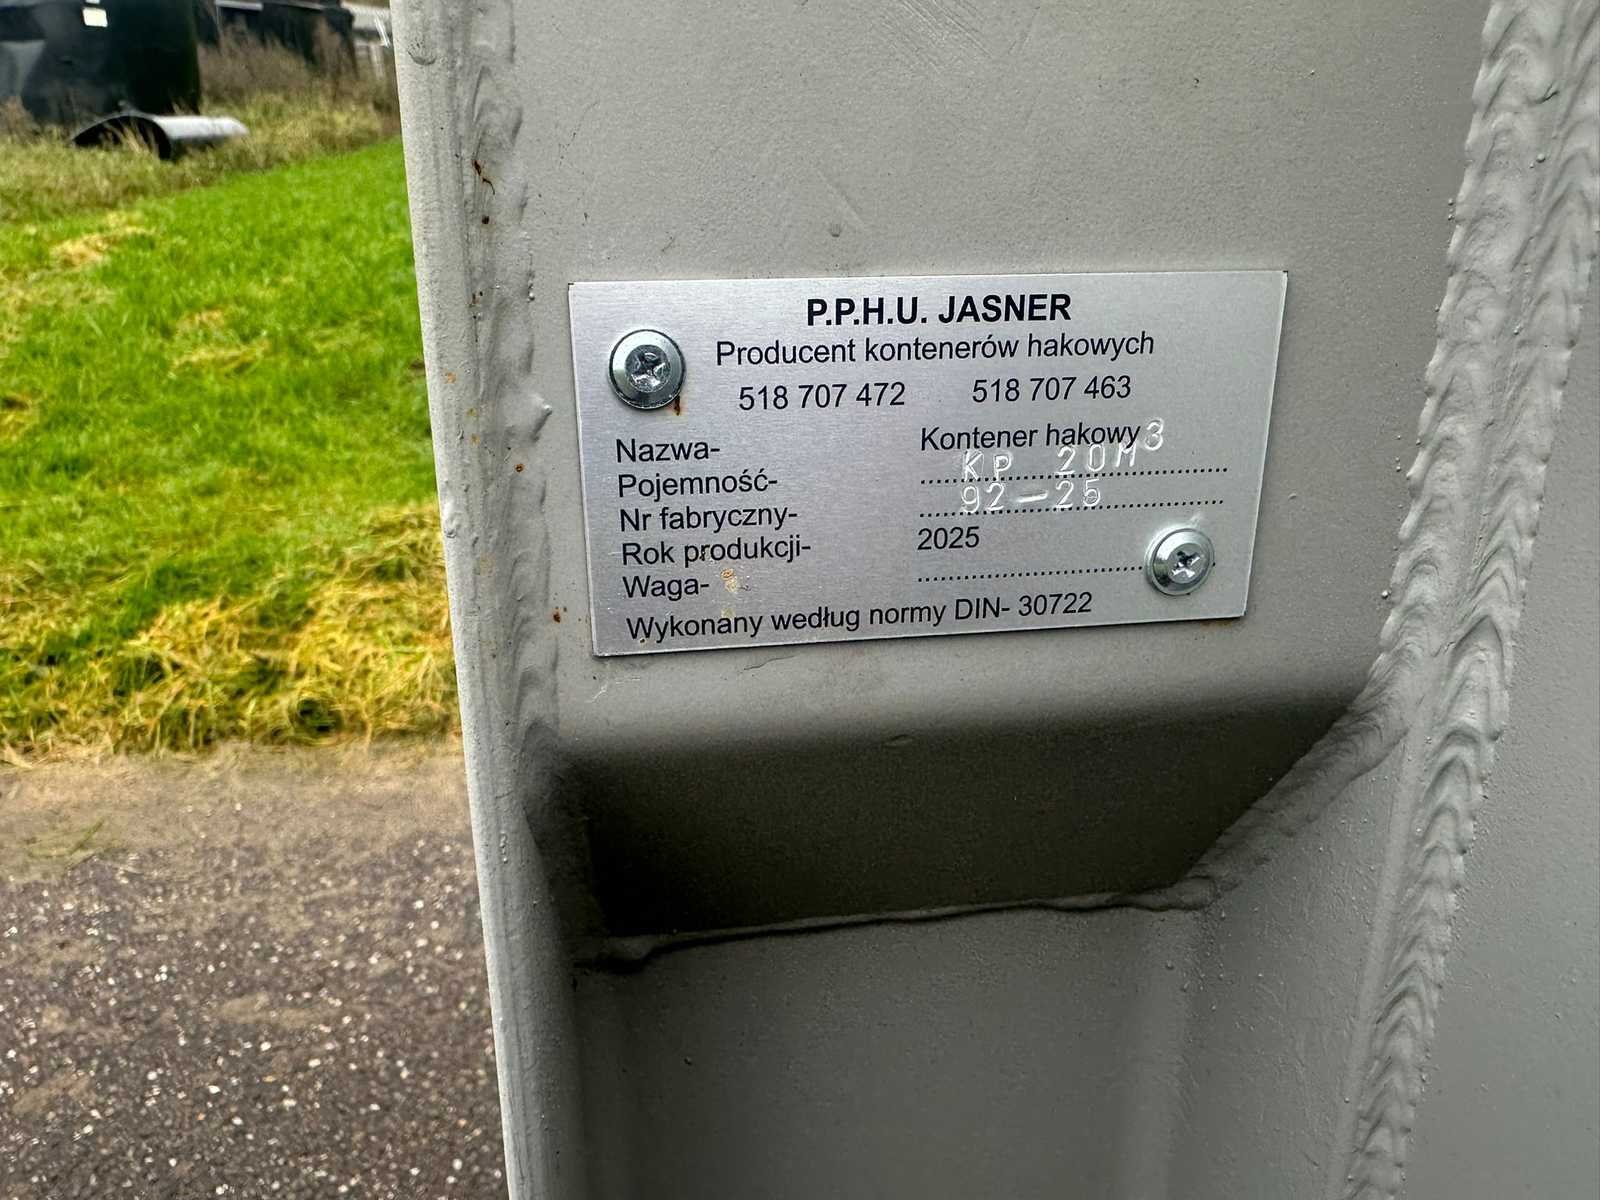 P.P.H.U. JASNER
Producent kontenerów hakowych
518 707 472 518 707 463
Nazwa- Kontener hakowy
Pojemność- KP 20M3
Nr fabryczny- 92-25
Rok produkcji- 2025
Waga-
Wykonany według normy DIN- 30722